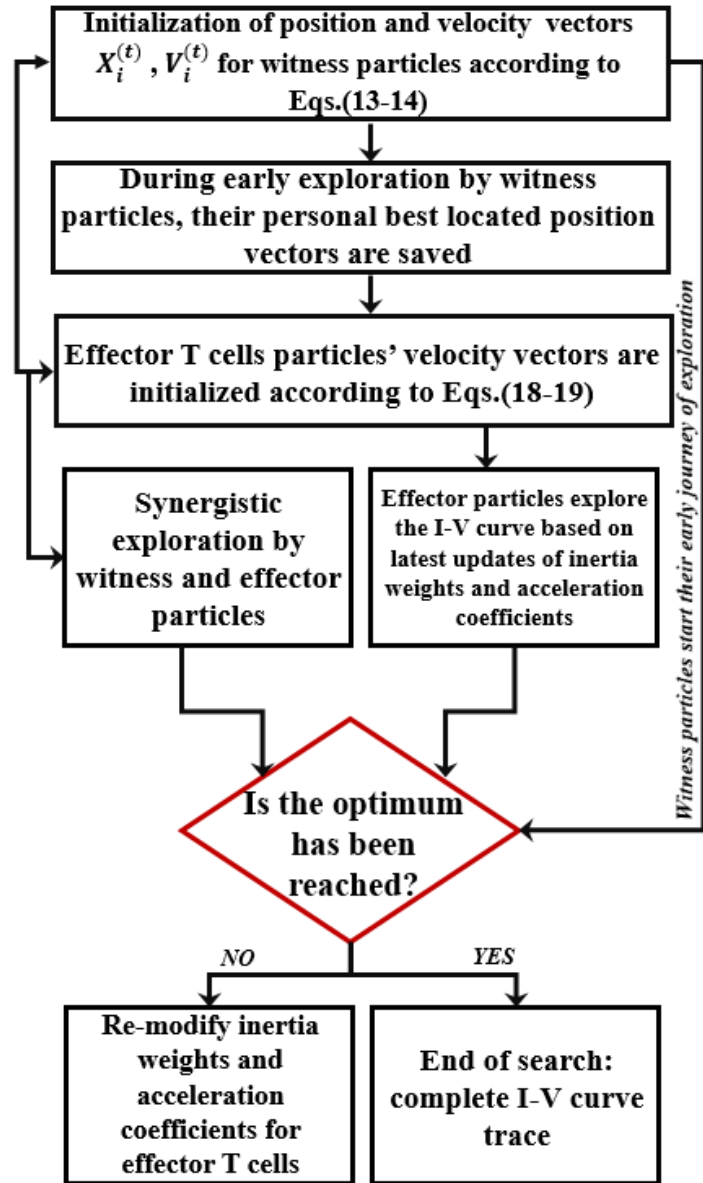 Initialization of position and velocity vectors
X_i^(t) , V_i^(t) for witness particles according to
Eqs.(13-14)
During early exploration by witness
particles, their personal best located position
vectors are saved
Effector T cells particles’ velocity vectors are
initialized according to Eqs.(18-19)
Synergistic
exploration by
witness and effector
particles
Effector particles explore
the I-V curve based on
latest updates of inertia
weights and acceleration
coefficients
Witness particles start their early journey of exploration
Is the optimum
has been
reached?
NO
YES
Re-modify inertia
weights and
acceleration
coefficients for
effector T cells
End of search:
complete I-V curve
trace